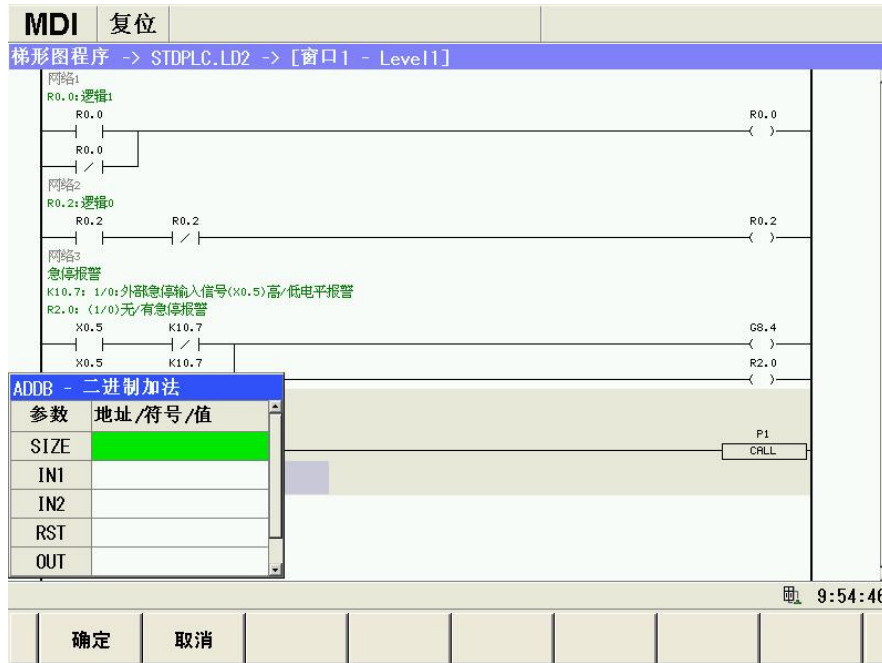 MDI 复位
梯形图程序 -> STDPLC.LD2 -> [窗口1 - Level1]
网络1
R0.0:逻辑1
R0.0 R0.0
R0.0
网络2
R0.2:逻辑0
R0.2 R0.2 R0.2
网络3
急停报警
K10.7: 1/0:外部急停输入信号(X0.5)高/低电平报警
R2.0: (1/0)无/有急停报警
X0.5 K10.7 G8.4
X0.5 K10.7 R2.0
ADDB - 二进制加法
参数 地址/符号/值
SIZE
IN1
IN2
RST
OUT
P1
CALL
9:54:46
确定 取消